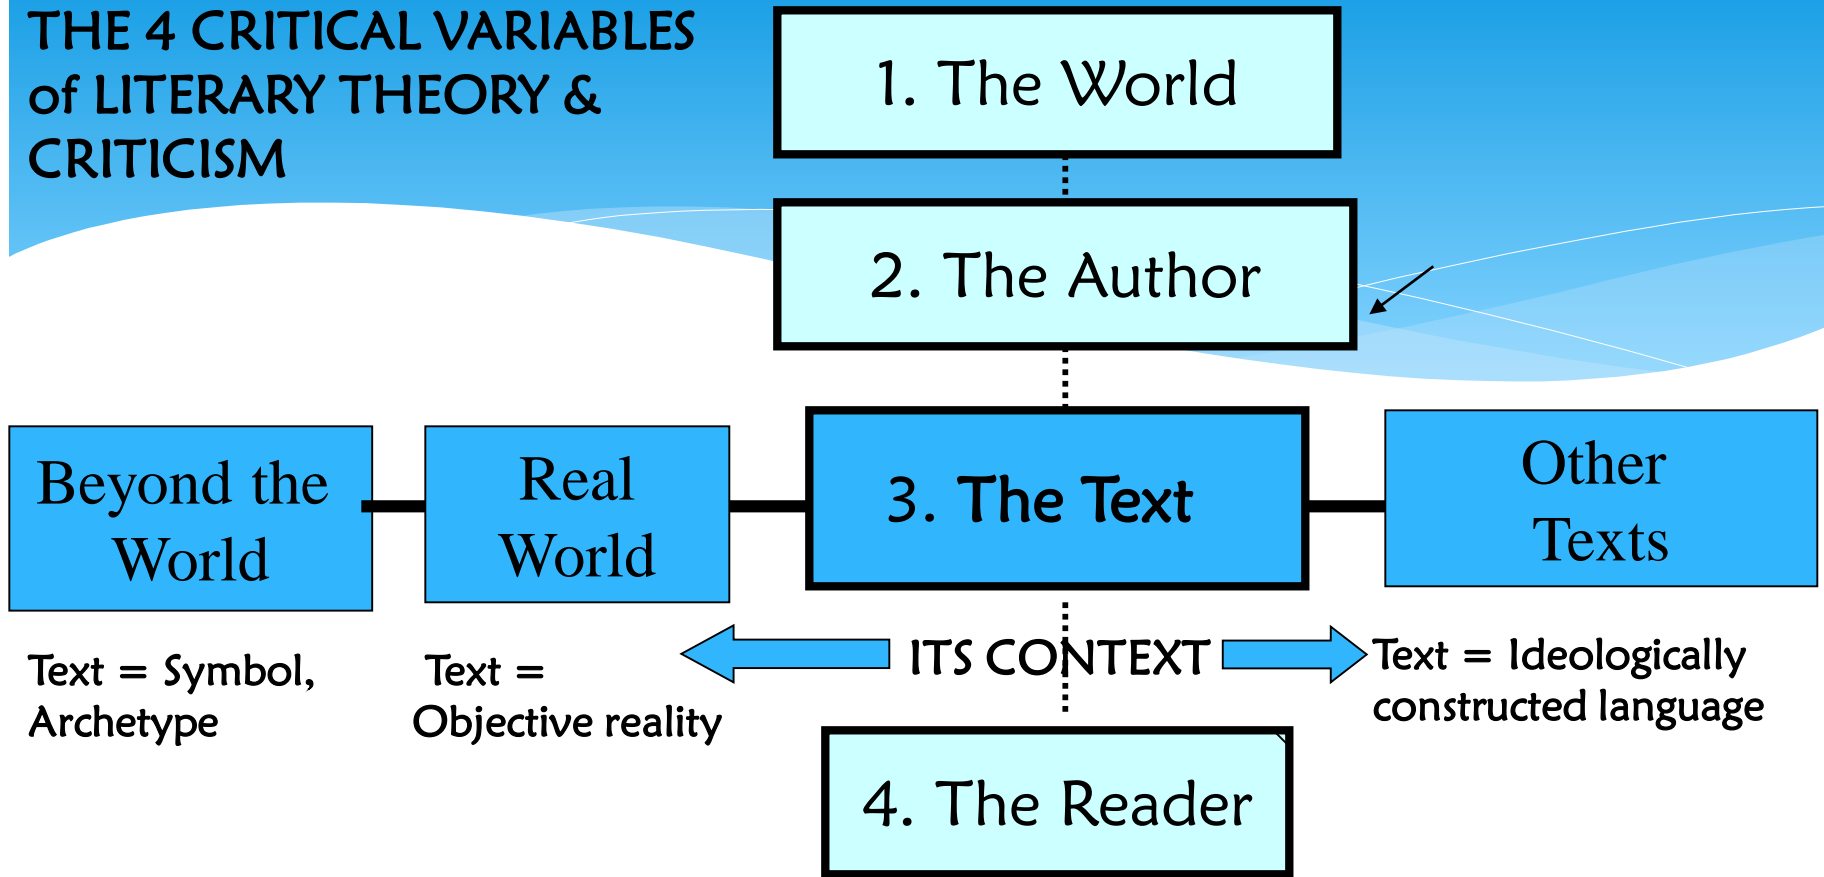 THE 4 CRITICAL VARIABLES
of LITERARY THEORY &
CRITICISM
1. The World
2. The Author
Beyond the
World
Real
World
3. The Text
Other
Texts
ITS CONTEXT
Text = Symbol,
Archetype
Text =
Objective reality
Text = Ideologically
constructed language
4. The Reader